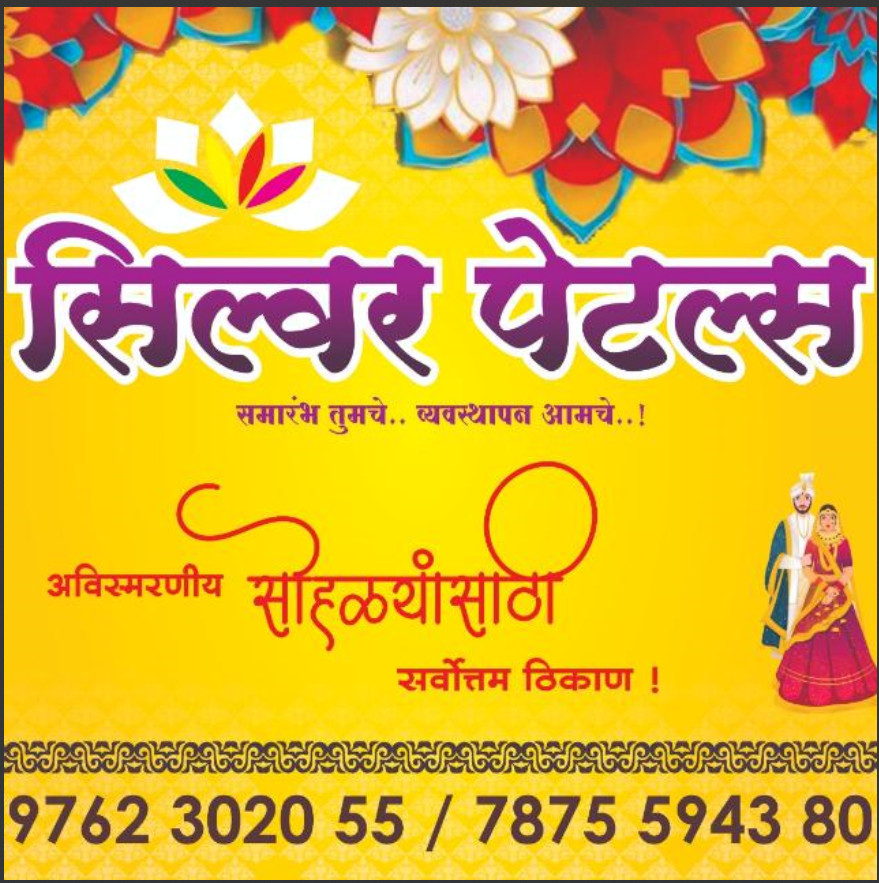 सिल्वर पेटल्स
समारंभ तुमचे.. व्यवस्थापन आमचे..!
अविस्मरणीय सोहळ्यांसाठी
सर्वोत्तम ठिकाण !
9762 3020 55 / 7875 5943 80